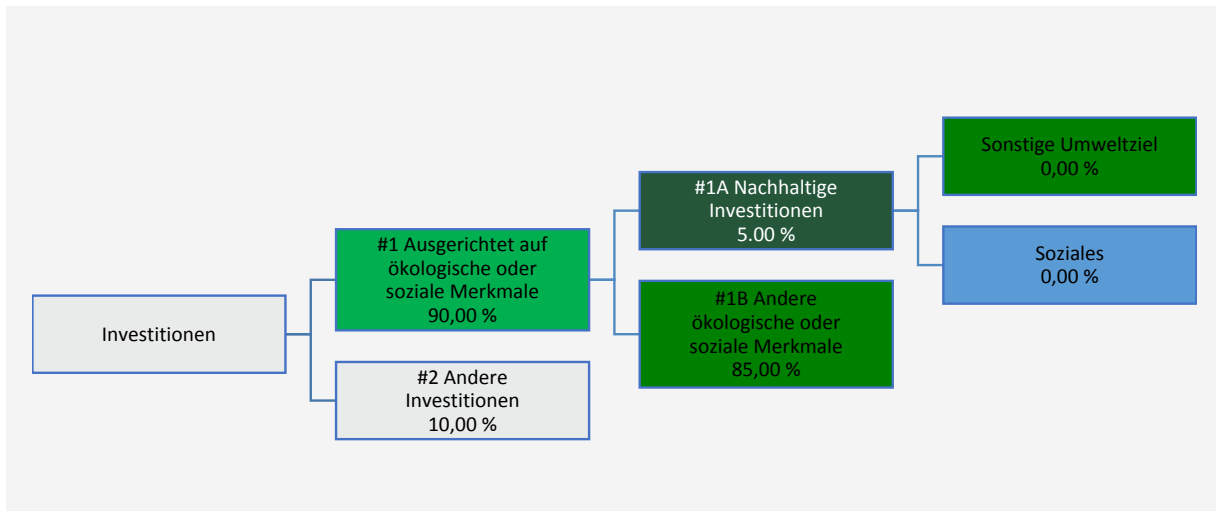 Investitionen
#1 Ausgerichtet auf
ökologische oder
soziale Merkmale
90,00 %
#2 Andere
Investitionen
10,00 %
#1A Nachhaltige
Investitionen
5.00 %
#1B Andere
ökologische oder
soziale Merkmale
85,00 %
Sonstige Umweltziel
0,00 %
Soziales
0,00 %